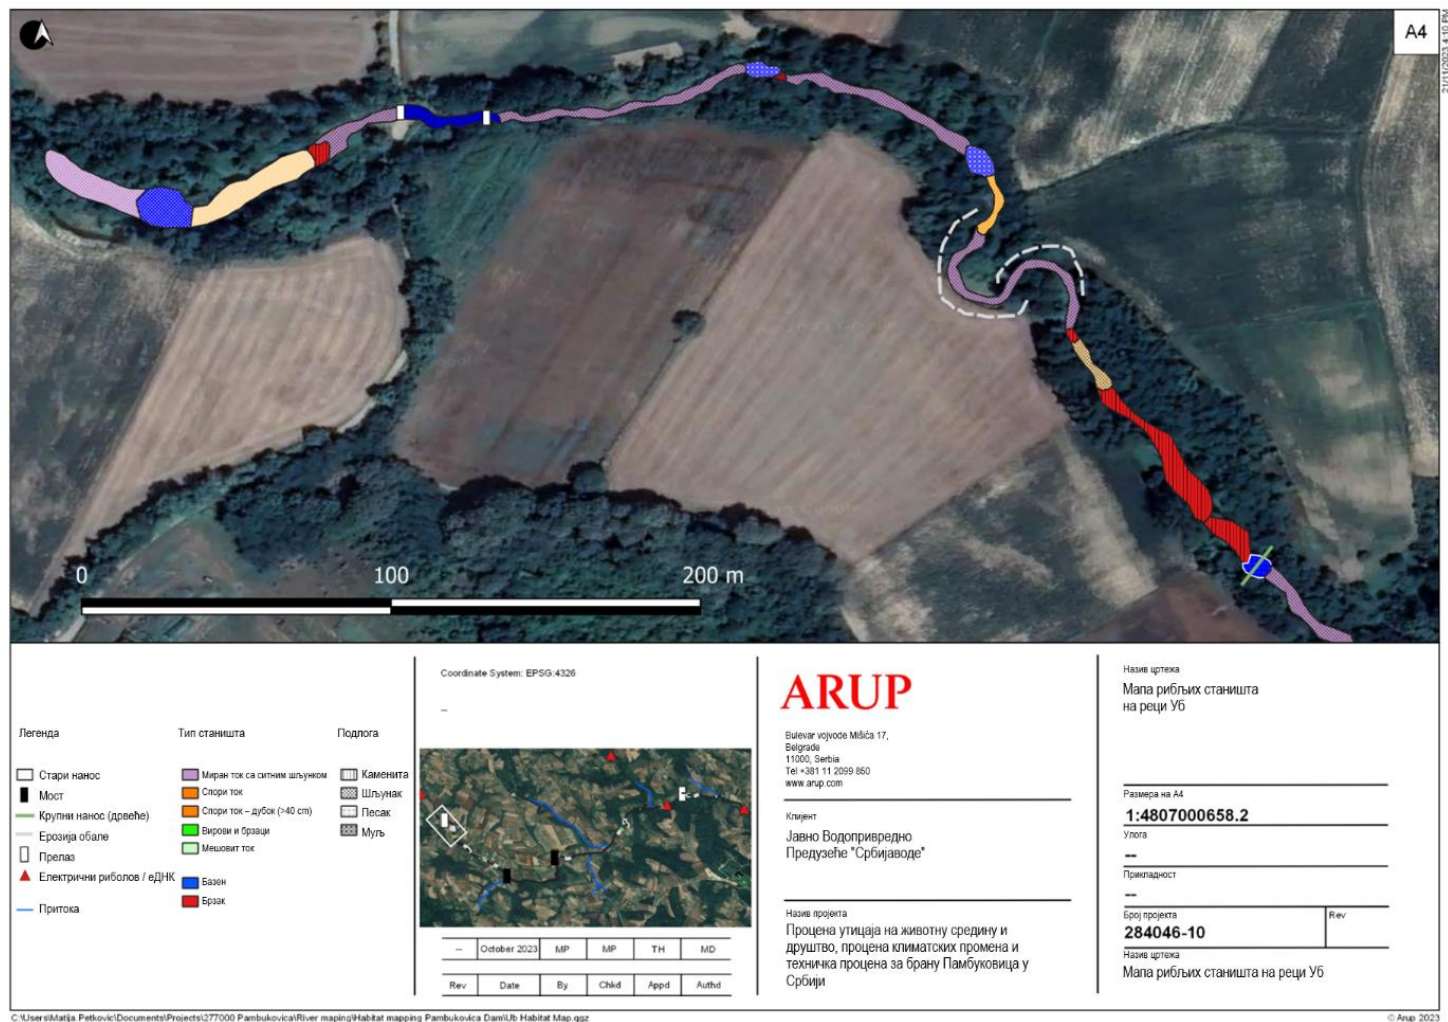 A4
21/11/2023 4:10 PM
0 100 200 m
Легенда
Стари нанос
Мост
Крупни нанос (дрвеће)
Ерозија обале
Прелаз
Електрични риболов / еДНК
Притока
Тип станишта
Миран ток са ситним шљунком
Спори ток
Спори ток – дубок (>40 cm)
Вирови и брзаци
Мешовит ток
Базен
Брзак
Подлога
Каменита
Шљунак
Песак
Муљ
Coordinate System: EPSG:4326
--
-- October 2023 MP MP TH MD
Rev Date By Chkd Appd Authd
ARUP
Bulevar vojvode Mišića 17,
Belgrade
11000, Serbia
Tel +381 11 2099 850
www.arup.com
Клијент
Јавно Водопривредно
Предузеће "Србијаводе"
Назив пројекта
Процена утицаја на животну средину и
друштво, процена климатских промена и
техничка процена за брану Памбуковица у
Србији
Назив цртежа
Мапа рибљих станишта
на реци Уб
Размера на А4
1:4807000658.2
Улога
--
Прикладност
--
Број пројекта Rev
284046-10
Назив цртежа
Мапа рибљих станишта на реци Уб
C:\Users\Matija.Petkovic\Documents\Projects\277000 Pambukovica\River maping\Habitat mapping Pambukovica Dam\Ub Habitat Map.qgz
© Arup 2023